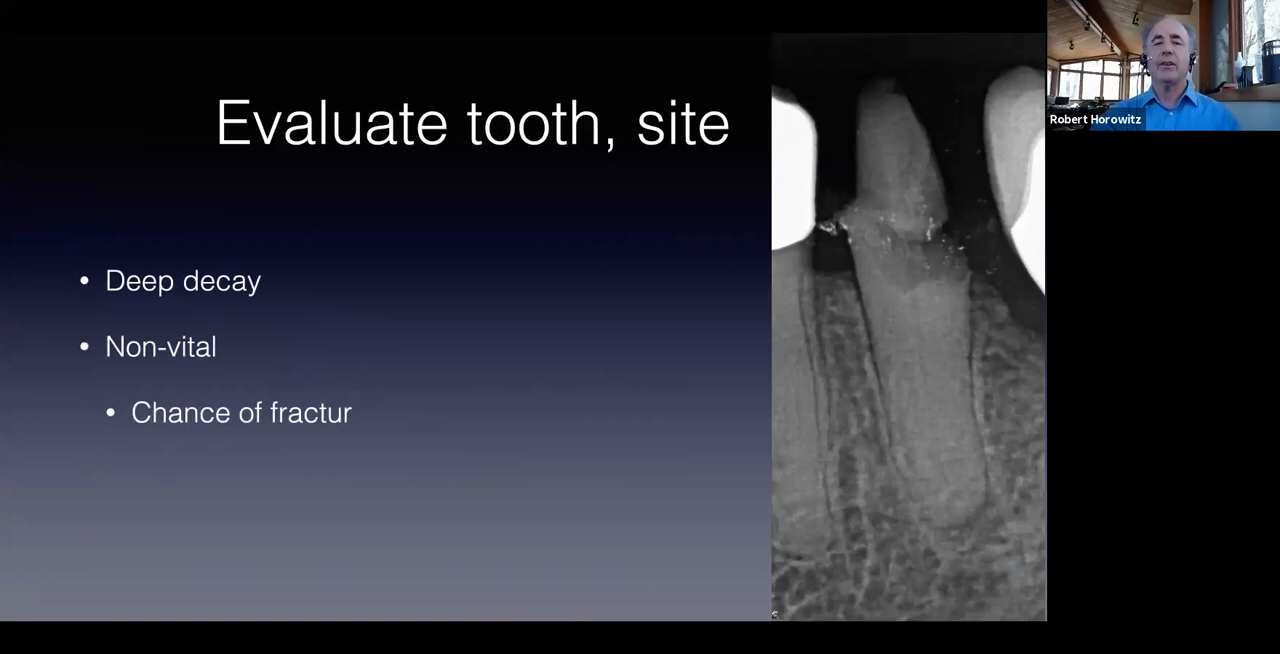 Evaluate tooth, site
• Deep decay
• Non-vital
• Chance of fractur
Robert Horowitz